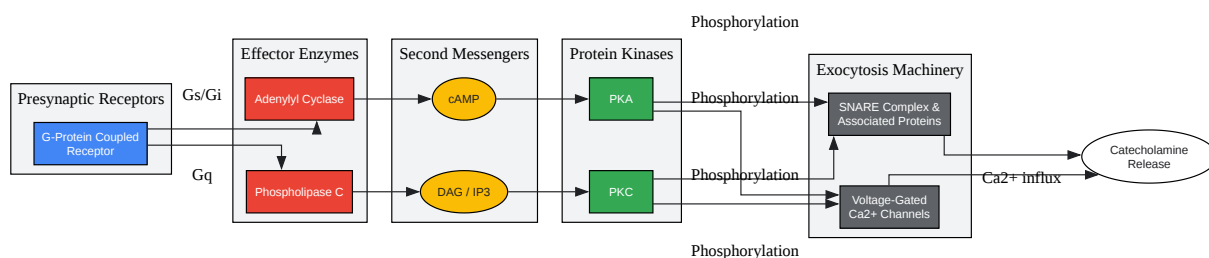 Phosphorylation
Effector Enzymes
Second Messengers
Protein Kinases
Exocytosis Machinery
Presynaptic Receptors
Gs/Gi
Adenylyl Cyclase
cAMP
PKA
Phosphorylation
SNARE Complex &
Associated Proteins
G-Protein Coupled
Receptor
Catecholamine
Release
Gq
Phospholipase C
DAG / IP3
PKC
Phosphorylation
Ca2+ influx
Voltage-Gated
Ca2+ Channels
Phosphorylation